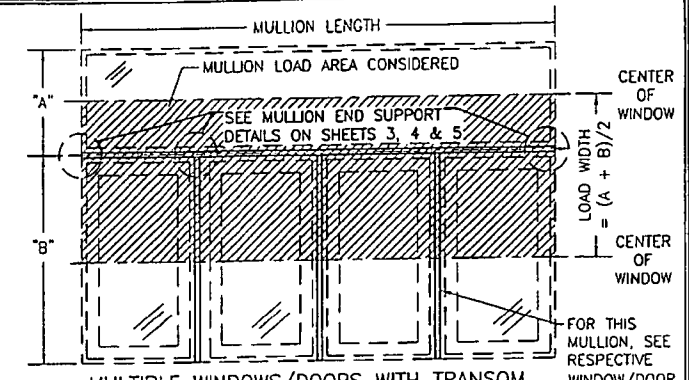 MULLION LENGTH
MULLION LOAD AREA CONSIDERED
"A"
CENTER
OF
WINDOW
SEE MULLION END SUPPORT
DETAILS ON SHEETS 3, 4 & 5
LOAD WIDTH
= (A + B)/2
"B"
CENTER
OF
WINDOW
FOR THIS
MULLION, SEE
RESPECTIVE
WINDOW/DOOR
MULTIPLE WINDOWS/DOORS WITH TRANSOM